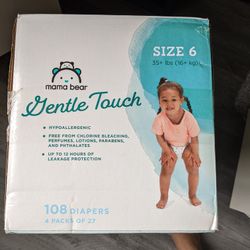 mama bear
SIZE 6
35+ lbs (16+ kg)
Gentle Touch
• HYPOALLERGENIC
• FREE FROM CHLORINE BLEACHING,
PERFUMES, LOTIONS, PARABENS,
AND PHTHALATES
• UP TO 12 HOURS OF
LEAKAGE PROTECTION
108 DIAPERS
4 PACKS OF 27